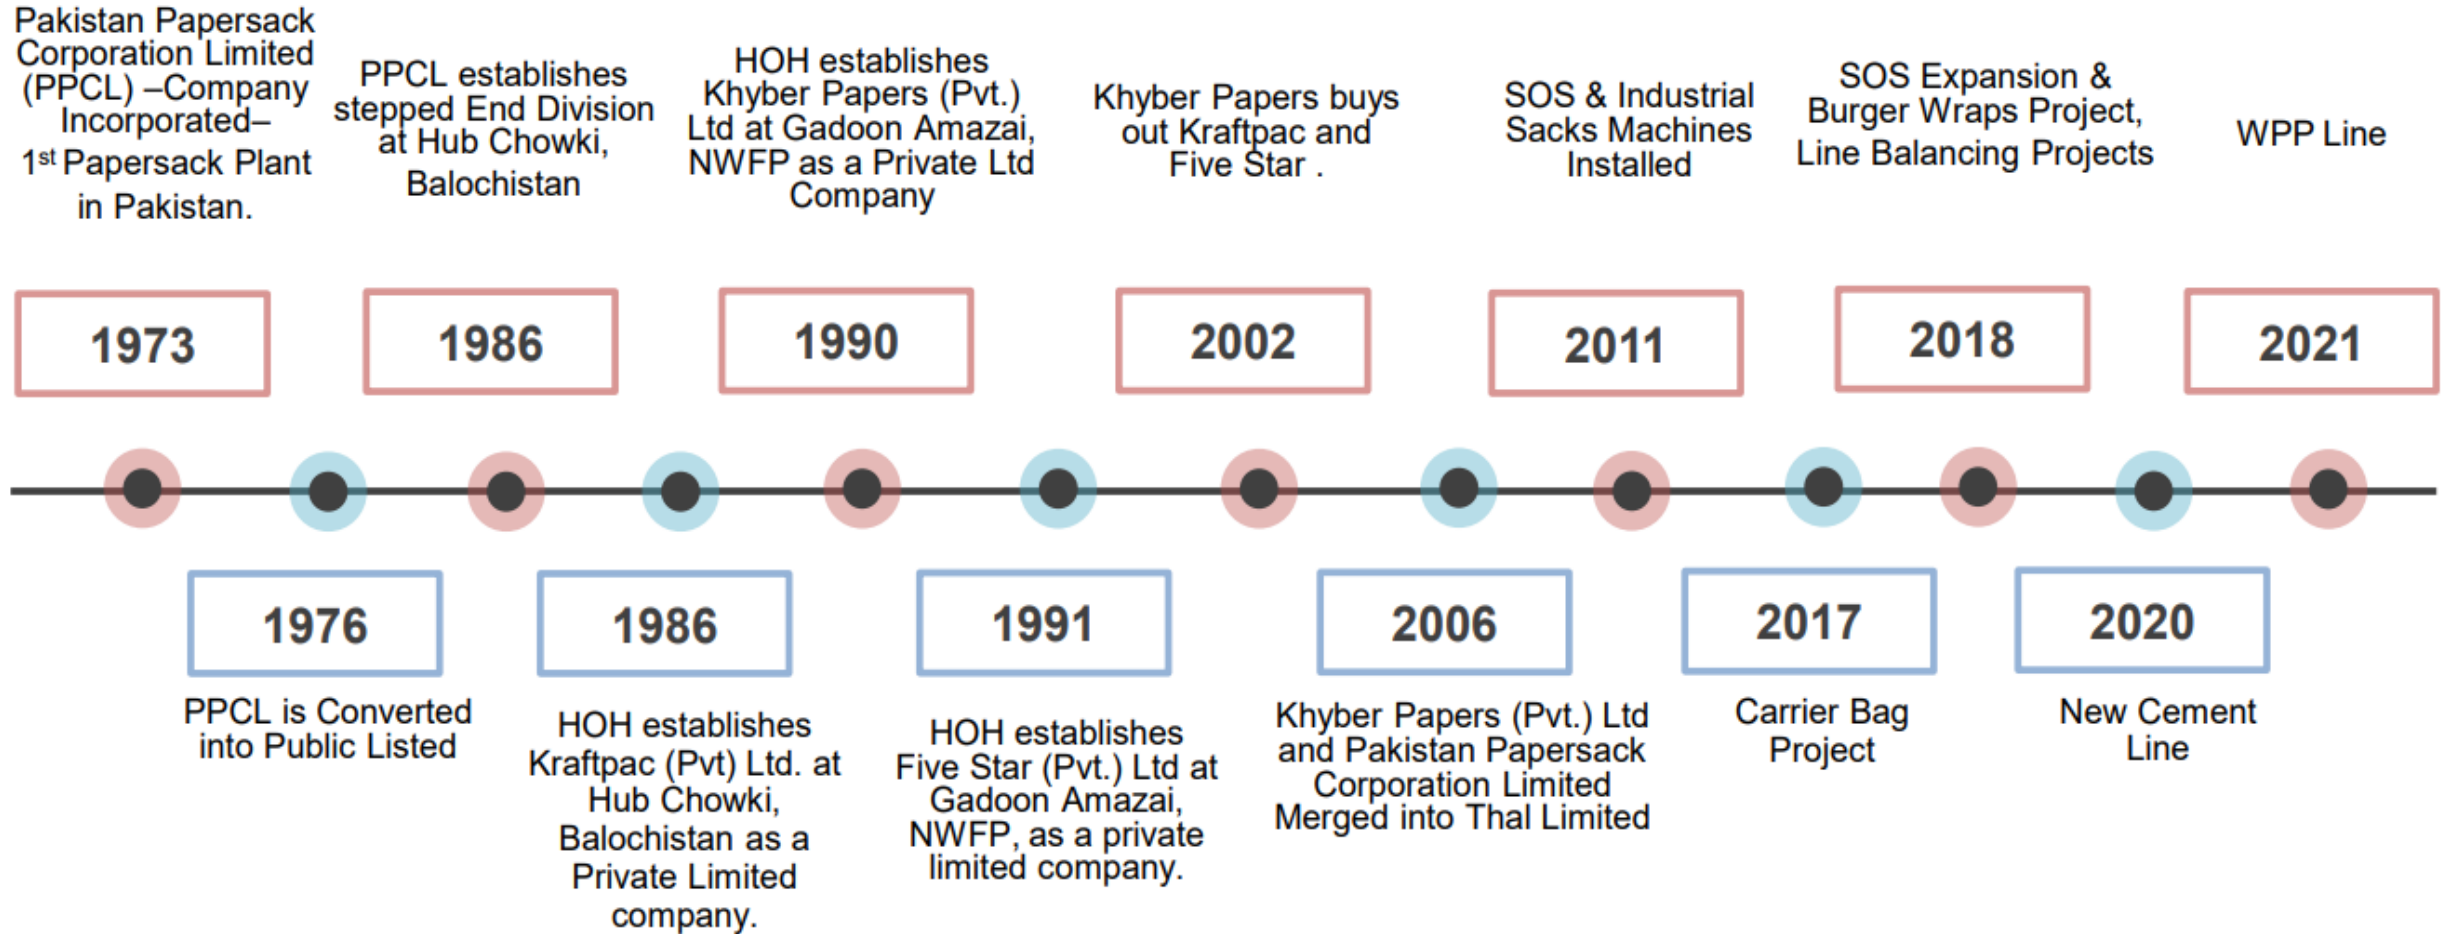 Pakistan Papersack
Corporation Limited
(PPCL) –Company
Incorporated–
1st Papersack Plant
in Pakistan.
PPCL establishes
stepped End Division
at Hub Chowki,
Balochistan
HOH establishes
Khyber Papers (Pvt.)
Ltd at Gadoon Amazai,
NWFP as a Private Ltd
Company
Khyber Papers buys
out Kraftpac and
Five Star .
SOS & Industrial
Sacks Machines
Installed
SOS Expansion &
Burger Wraps Project,
Line Balancing Projects
WPP Line
1973
1986
1990
2002
2011
2018
2021
1976
1986
1991
2006
2017
2020
PPCL is Converted
into Public Listed
HOH establishes
Kraftpac (Pvt) Ltd. at
Hub Chowki,
Balochistan as a
Private Limited
company.
HOH establishes
Five Star (Pvt.) Ltd at
Gadoon Amazai,
NWFP, as a private
limited company.
Khyber Papers (Pvt.) Ltd
and Pakistan Papersack
Corporation Limited
Merged into Thal Limited
Carrier Bag
Project
New Cement
Line